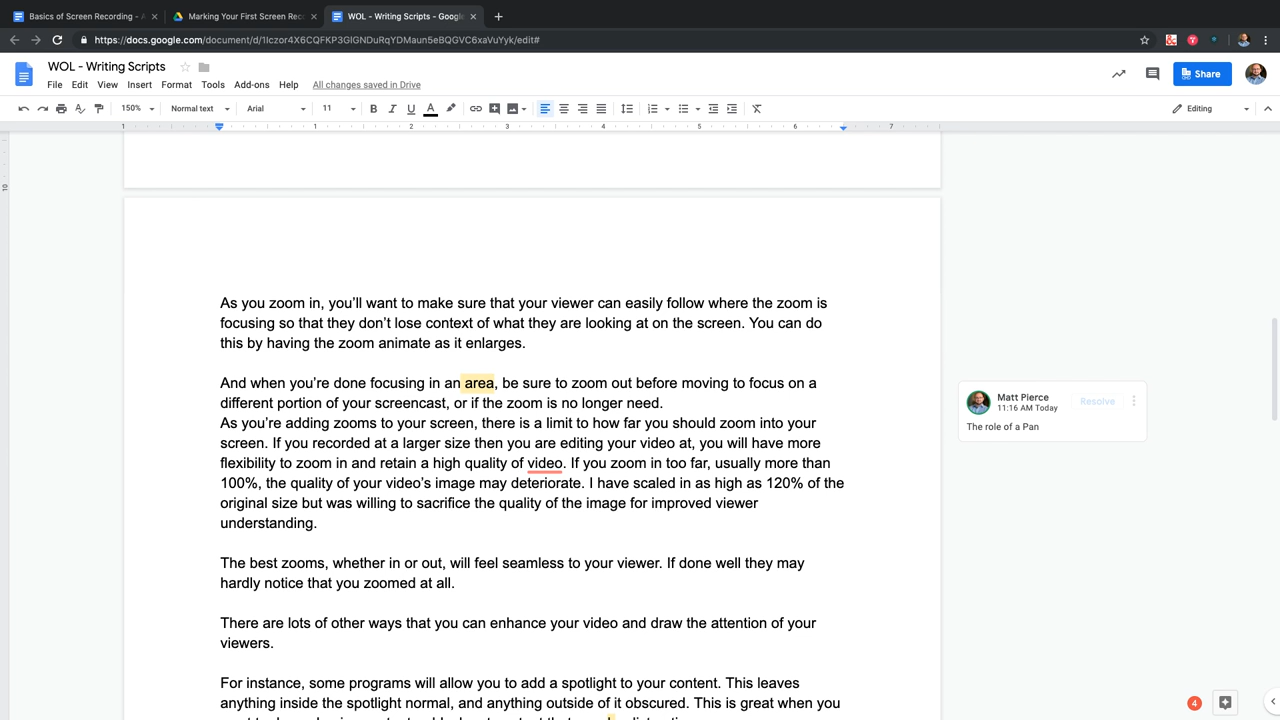 Basics of Screen Recording - A
Marking Your First Screen Reco
WOL - Writing Scripts - Google
https://docs.google.com/document/d/1Iczor4X6CQFKP3GlGNDuRqYDMaun5eBQGVC6xaVuYyk/edit#
WOL - Writing Scripts
File Edit View Insert Format Tools Add-ons Help All changes saved in Drive
Share
150% Normal text Arial 11 B I U A Editing
1 1 2 3 4 5 6 7
10
As you zoom in, you’ll want to make sure that your viewer can easily follow where the zoom is
focusing so that they don’t lose context of what they are looking at on the screen. You can do
this by having the zoom animate as it enlarges.
And when you’re done focusing in an area, be sure to zoom out before moving to focus on a
different portion of your screencast, or if the zoom is no longer need.
As you’re adding zooms to your screen, there is a limit to how far you should zoom into your
screen. If you recorded at a larger size then you are editing your video at, you will have more
flexibility to zoom in and retain a high quality of video. If you zoom in too far, usually more than
100%, the quality of your video’s image may deteriorate. I have scaled in as high as 120% of the
original size but was willing to sacrifice the quality of the image for improved viewer
understanding.
The best zooms, whether in or out, will feel seamless to your viewer. If done well they may
hardly notice that you zoomed at all.
There are lots of other ways that you can enhance your video and draw the attention of your
viewers.
For instance, some programs will allow you to add a spotlight to your content. This leaves
anything inside the spotlight normal, and anything outside of it obscured. This is great when you
Matt Pierce
11:16 AM Today
Resolve
The role of a Pan
4